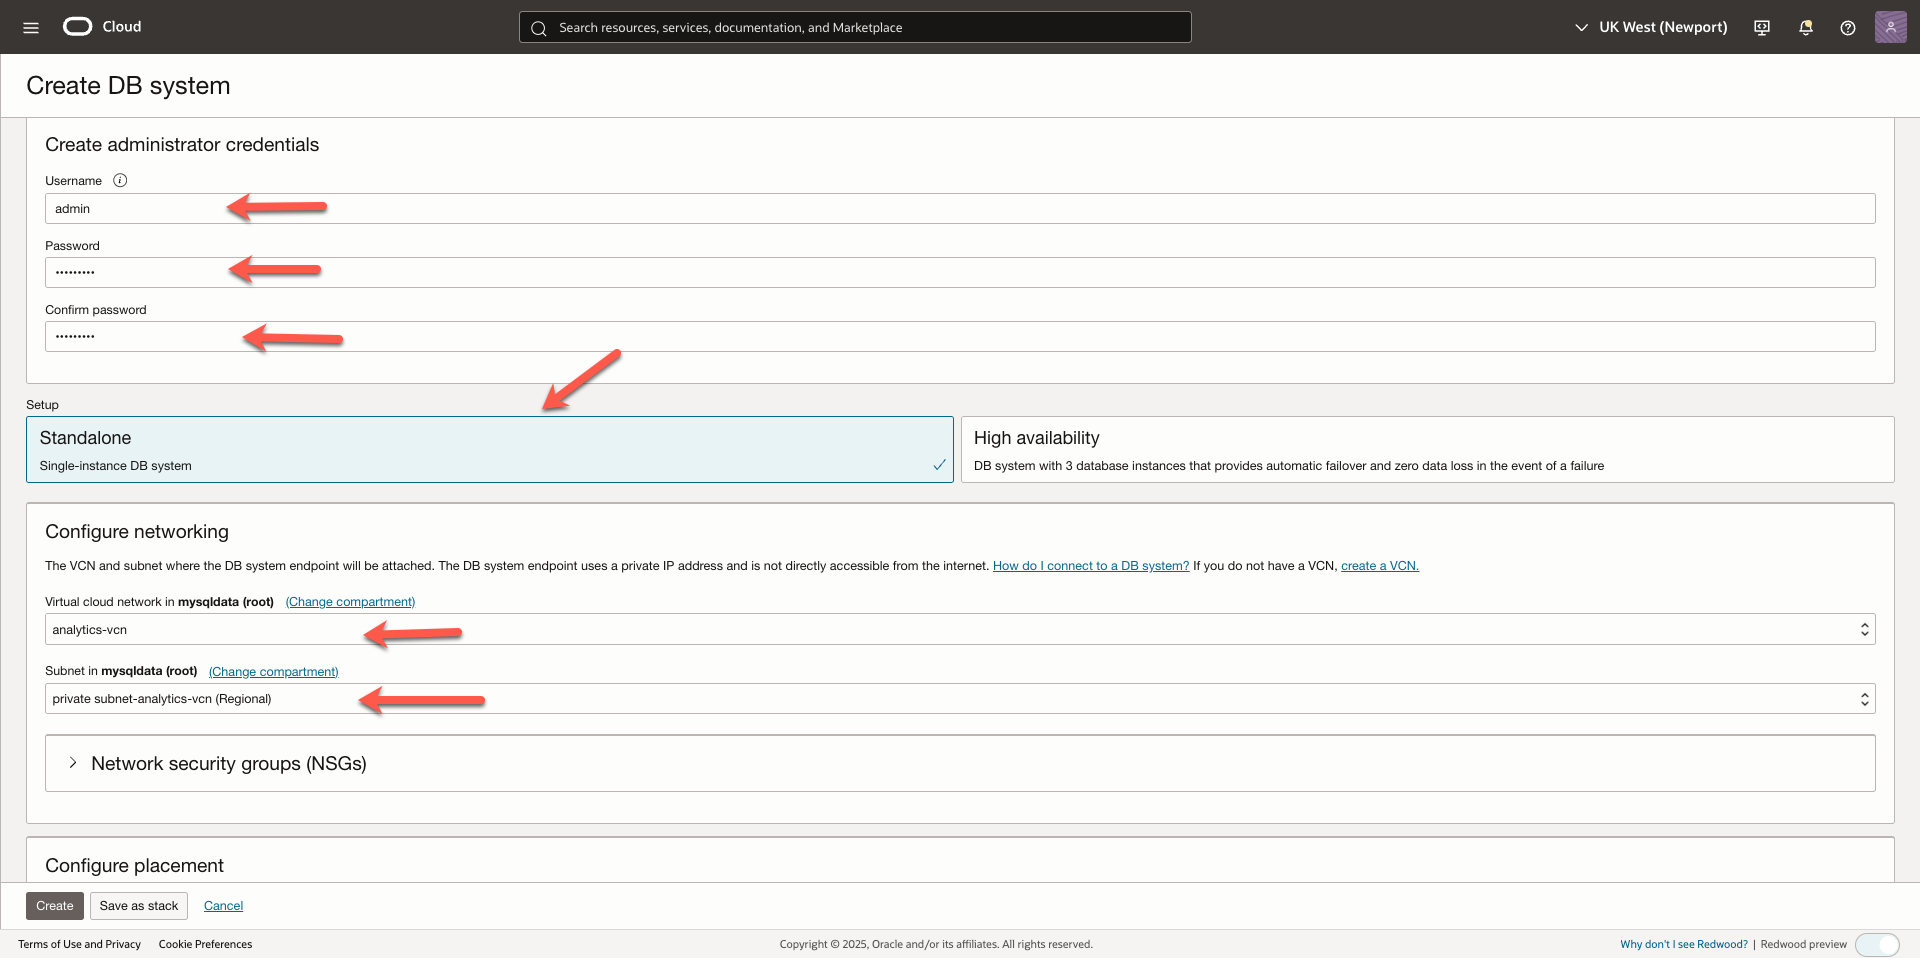 Cloud
Search resources, services, documentation, and Marketplace
UK West (Newport)
Create DB system
Create administrator credentials
Username
admin
Password
•••••••••
Confirm password
•••••••••
Setup
Standalone
Single-instance DB system
High availability
DB system with 3 database instances that provides automatic failover and zero data loss in the event of a failure
Configure networking
The VCN and subnet where the DB system endpoint will be attached. The DB system endpoint uses a private IP address and is not directly accessible from the internet. How do I connect to a DB system? If you do not have a VCN, create a VCN.
Virtual cloud network in mysqldata (root) (Change compartment)
analytics-vcn
Subnet in mysqldata (root) (Change compartment)
private subnet-analytics-vcn (Regional)
Network security groups (NSGs)
Configure placement
Create Save as stack Cancel
Terms of Use and Privacy Cookie Preferences Copyright © 2025, Oracle and/or its affiliates. All rights reserved. Why don't I see Redwood? | Redwood preview